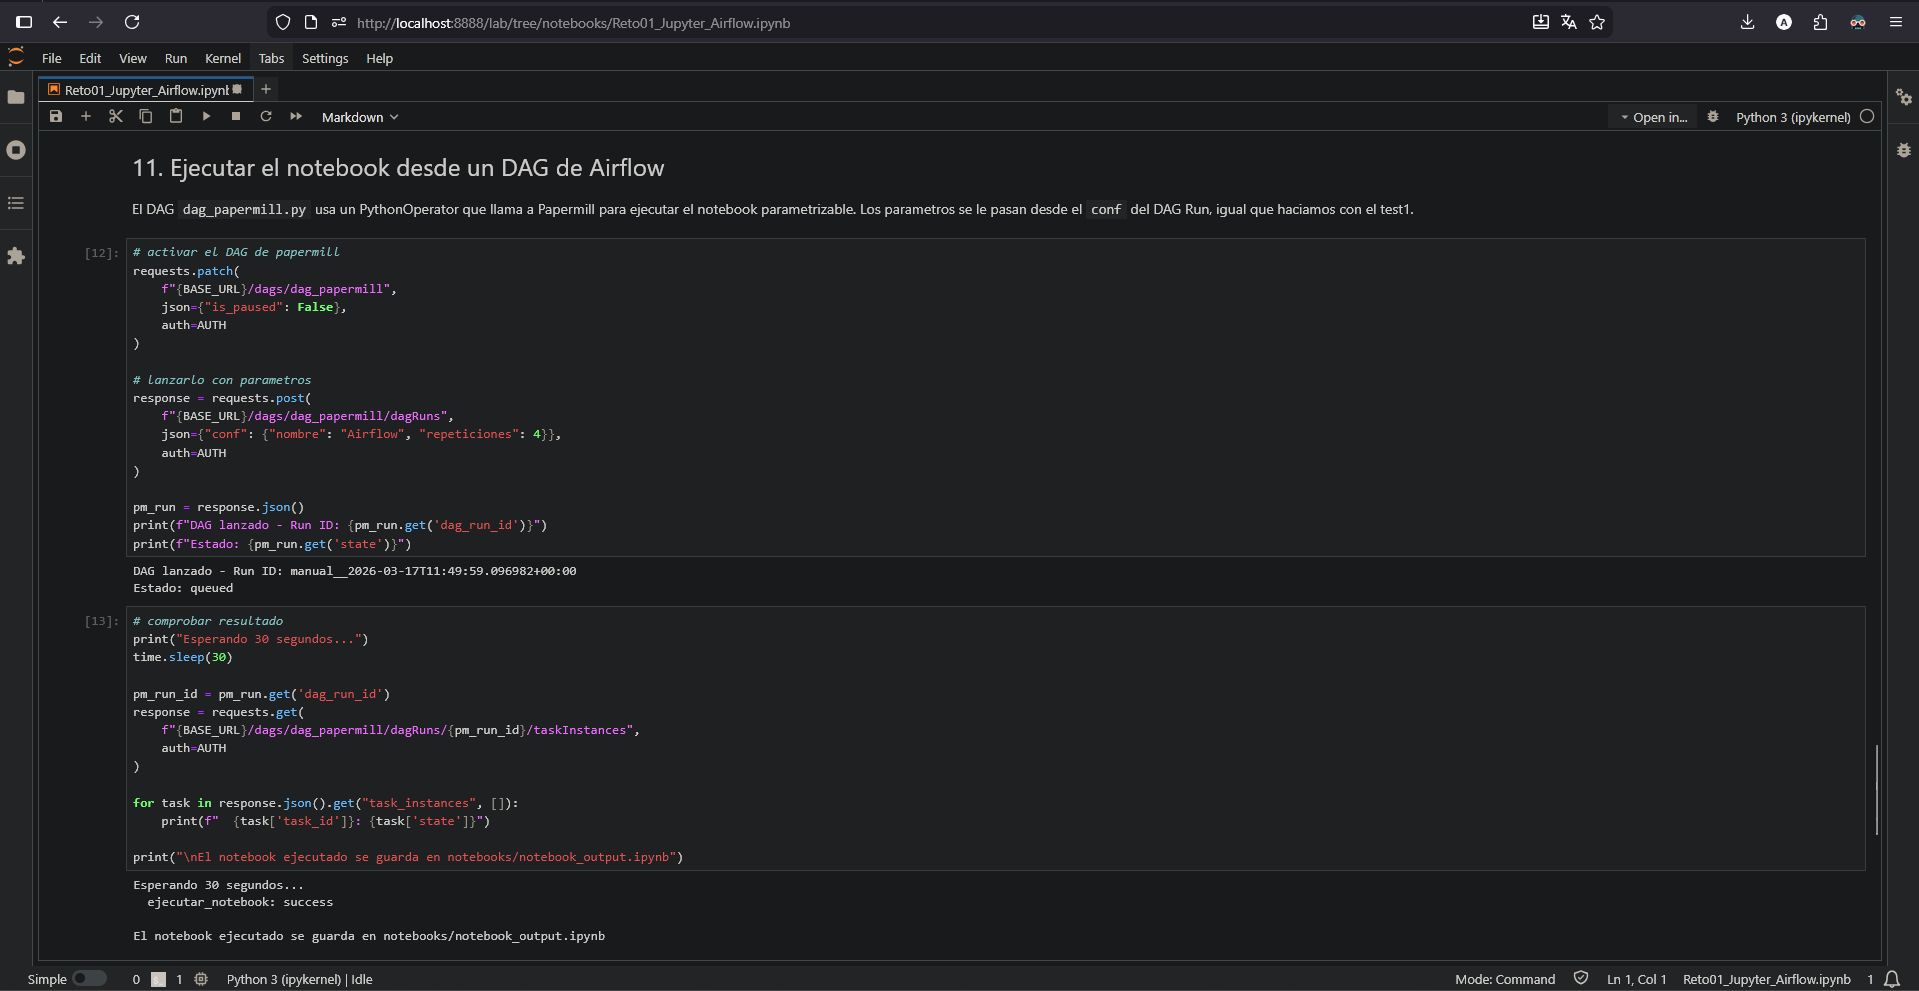 http://localhost:8888/lab/tree/notebooks/Reto01_Jupyter_Airflow.ipynb
A
File Edit View Run Kernel Tabs Settings Help
Reto01_Jupyter_Airflow.ipynb
Markdown
Open in...
Python 3 (ipykernel)
11. Ejecutar el notebook desde un DAG de Airflow
El DAG dag_papermill.py usa un PythonOperator que llama a Papermill para ejecutar el notebook parametrizable. Los parametros se le pasan desde el conf del DAG Run, igual que haciamos con el test1.
[12]:
# activar el DAG de papermill
requests.patch(
    f"{BASE_URL}/dags/dag_papermill",
    json={"is_paused": False},
    auth=AUTH
)
# lanzarlo con parametros
response = requests.post(
    f"{BASE_URL}/dags/dag_papermill/dagRuns",
    json={"conf": {"nombre": "Airflow", "repeticiones": 4}},
    auth=AUTH
)
pm_run = response.json()
print(f"DAG lanzado - Run ID: {pm_run.get('dag_run_id')}")
print(f"Estado: {pm_run.get('state')}")
DAG lanzado - Run ID: manual__2026-03-17T11:49:59.096982+00:00
Estado: queued
[13]:
# comprobar resultado
print("Esperando 30 segundos...")
time.sleep(30)
pm_run_id = pm_run.get('dag_run_id')
response = requests.get(
    f"{BASE_URL}/dags/dag_papermill/dagRuns/{pm_run_id}/taskInstances",
    auth=AUTH
)
for task in response.json().get("task_instances", []):
    print(f"  {task['task_id']}: {task['state']}")
print("\nEl notebook ejecutado se guarda en notebooks/notebook_output.ipynb")
Esperando 30 segundos...
  ejecutar_notebook: success
El notebook ejecutado se guarda en notebooks/notebook_output.ipynb
Simple 0 1 Python 3 (ipykernel) | Idle
Mode: Command Ln 1, Col 1 Reto01_Jupyter_Airflow.ipynb 1